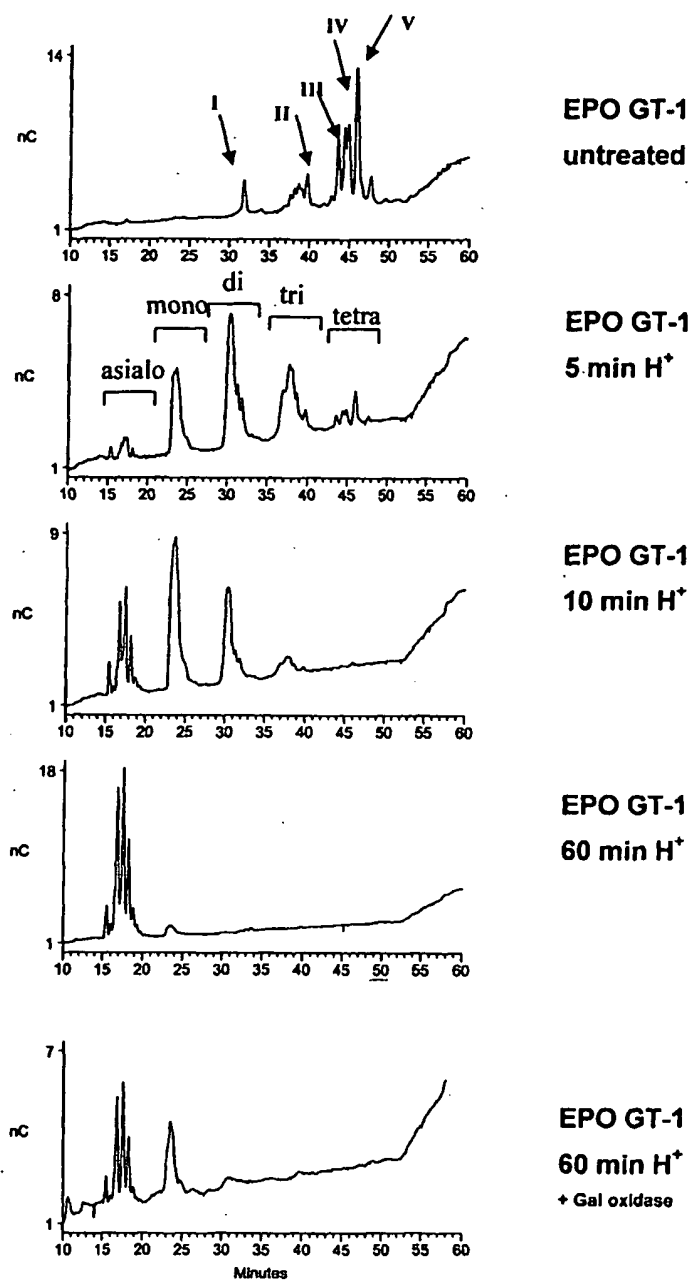 IV
V
14
III
I
II
nC
1
10 15 20 25 30 35 40 45 50 55 60
EPO GT-1
untreated
di
8
mono
tri
tetra
asialo
nC
1
10 15 20 25 30 35 40 45 50 55 60
EPO GT-1
5 min H+
9
nC
1
10 15 20 25 30 35 40 45 50 55 60
EPO GT-1
10 min H+
18
nC
1
10 15 20 25 30 35 40 45 50 55 60
EPO GT-1
60 min H+
7
nC
1
10 15 20 25 30 35 40 45 50 55 60
Minutes
EPO GT-1
60 min H+
+ Gal oxidase